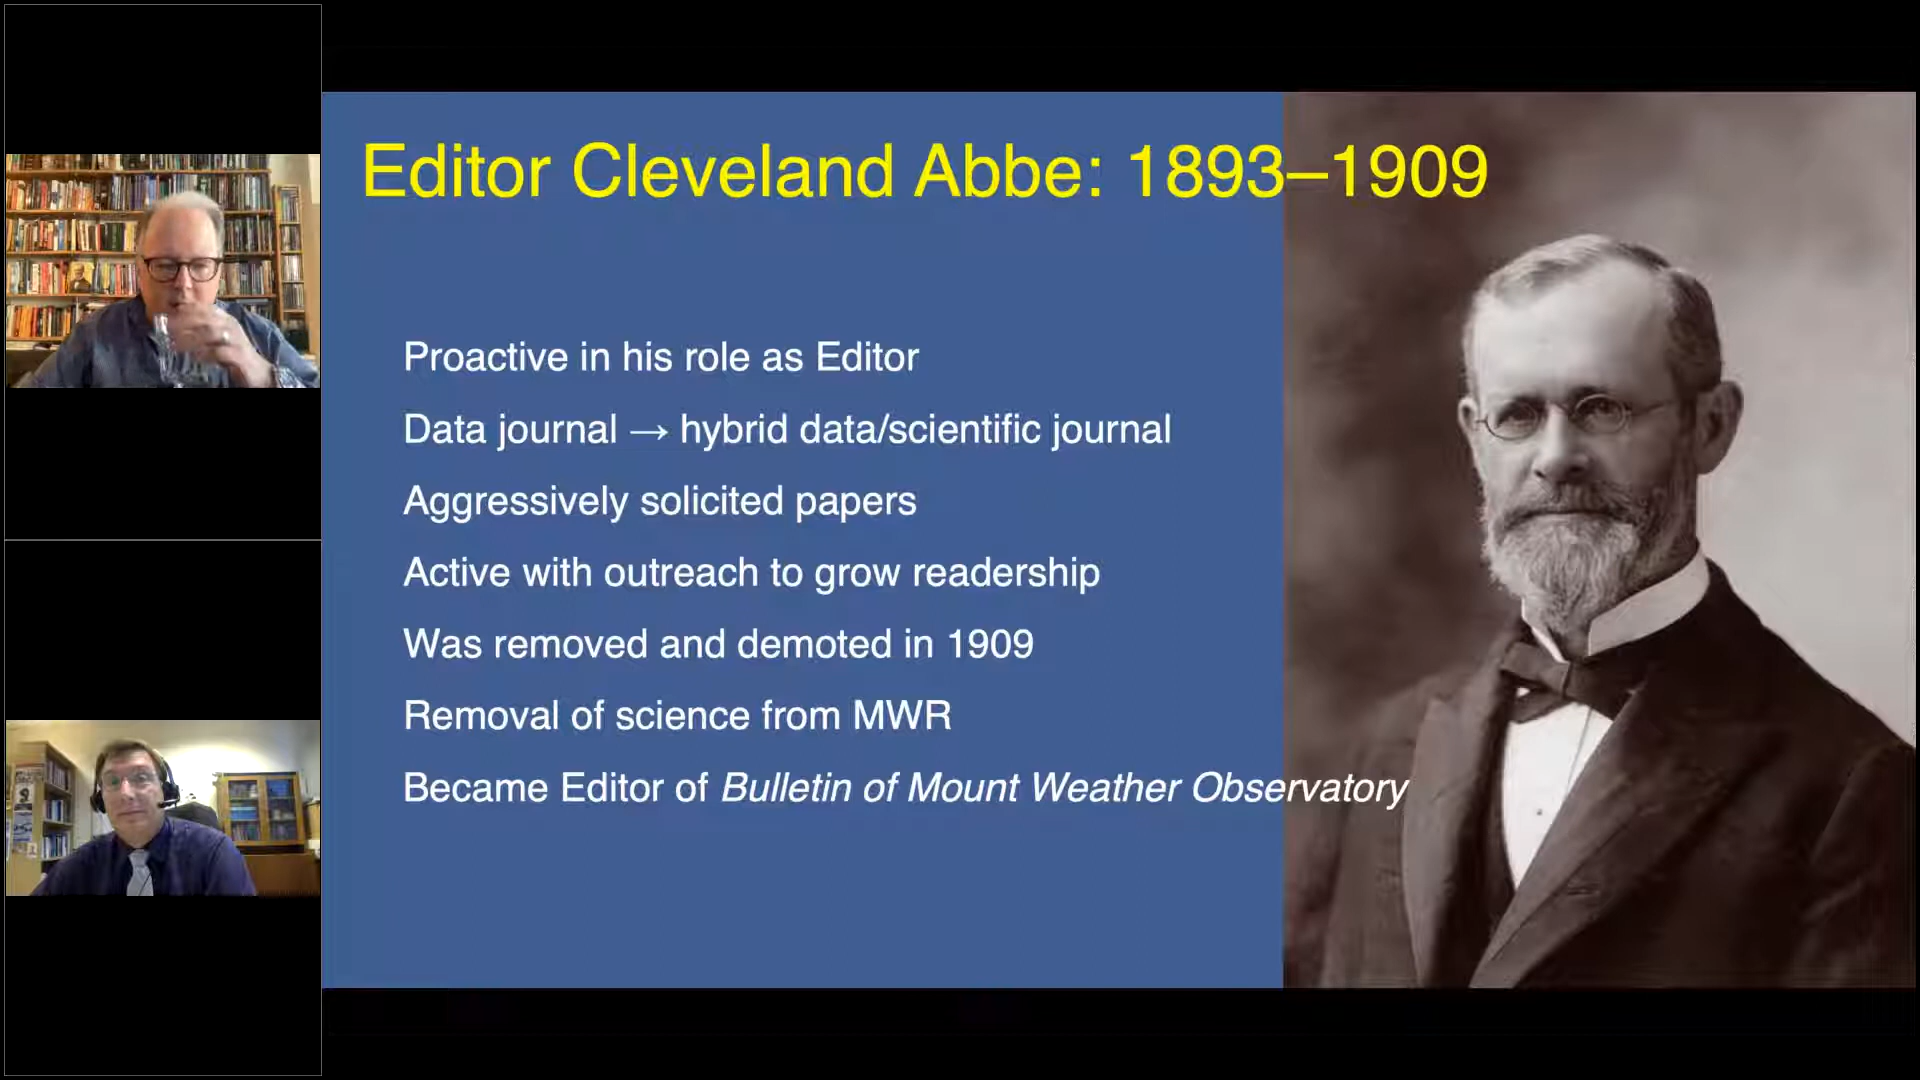 Editor Cleveland Abbe: 1893–1909
Proactive in his role as Editor
Data journal → hybrid data/scientific journal
Aggressively solicited papers
Active with outreach to grow readership
Was removed and demoted in 1909
Removal of science from MWR
Became Editor of Bulletin of Mount Weather Observatory